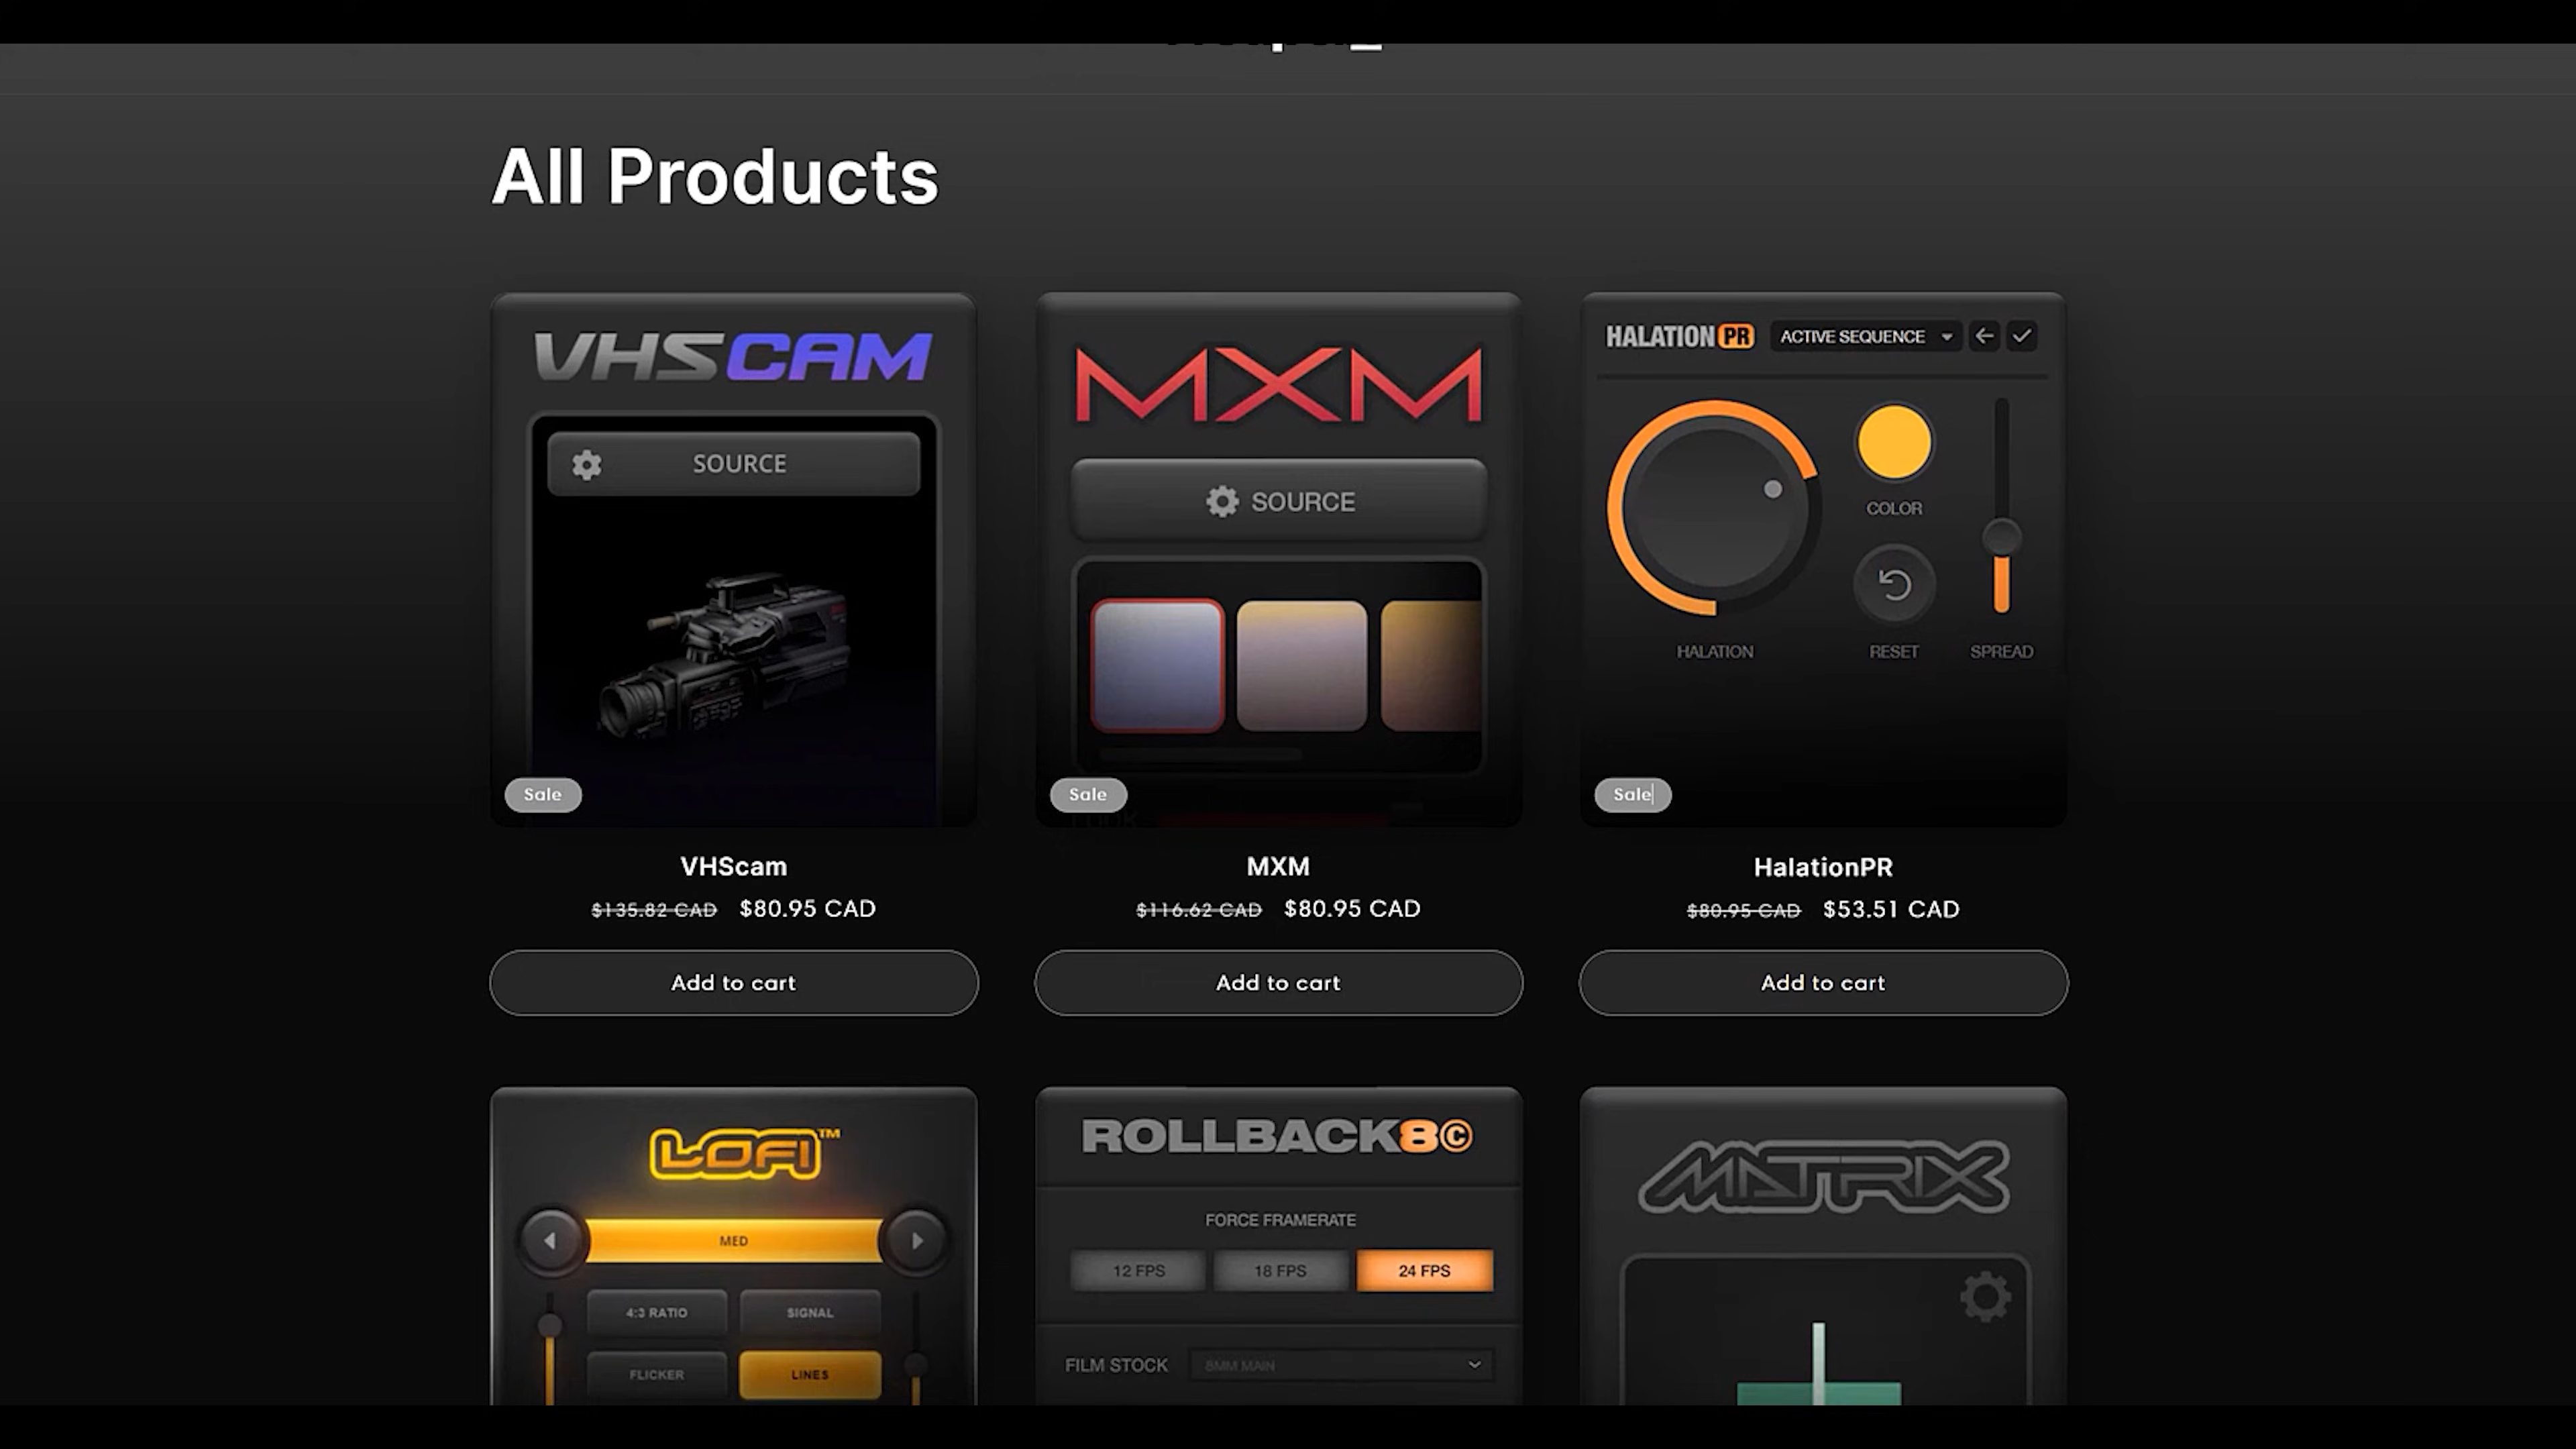 All Products
VHSCAM
SOURCE
MXM
SOURCE
HALATION PR
ACTIVE SEQUENCE
COLOR
HALATION
RESET
SPREAD
Sale
Sale
Sale
VHScam
$135.82 CAD $80.95 CAD
Add to cart
MXM
$116.62 CAD $80.95 CAD
Add to cart
HalationPR
$80.95 CAD $53.51 CAD
Add to cart
LOFI™
MED
4:3 RATIO
SIGNAL
FLICKER
LINES
ROLLBACK8©
FORCE FRAMERATE
12 FPS
18 FPS
24 FPS
FILM STOCK
8MM MAIN
MATRIX